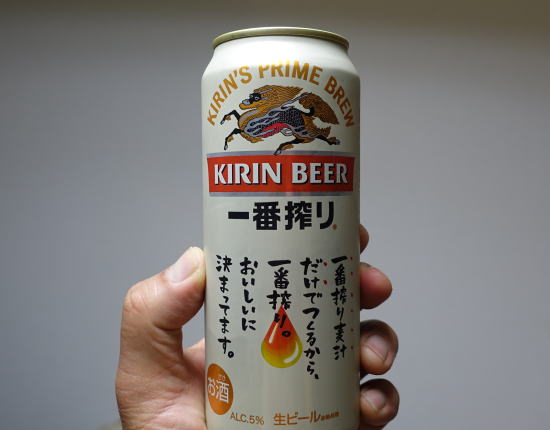 KIRIN'S PRIME BREW
KIRIN BEER
一番搾り
一番搾り麦汁
だけでつくるから、
一番搾り。
おいしいに
決まってます。
お酒
ALC.5%
生ビール